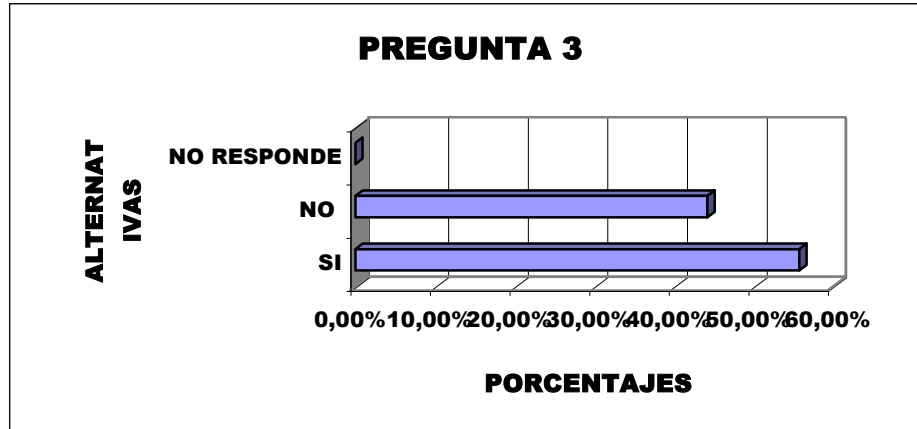 PREGUNTA 3
ALTERNAT
IVAS
NO RESPONDE
NO
SI
0,00% 10,00% 20,00% 30,00% 40,00% 50,00% 60,00%
PORCENTAJES